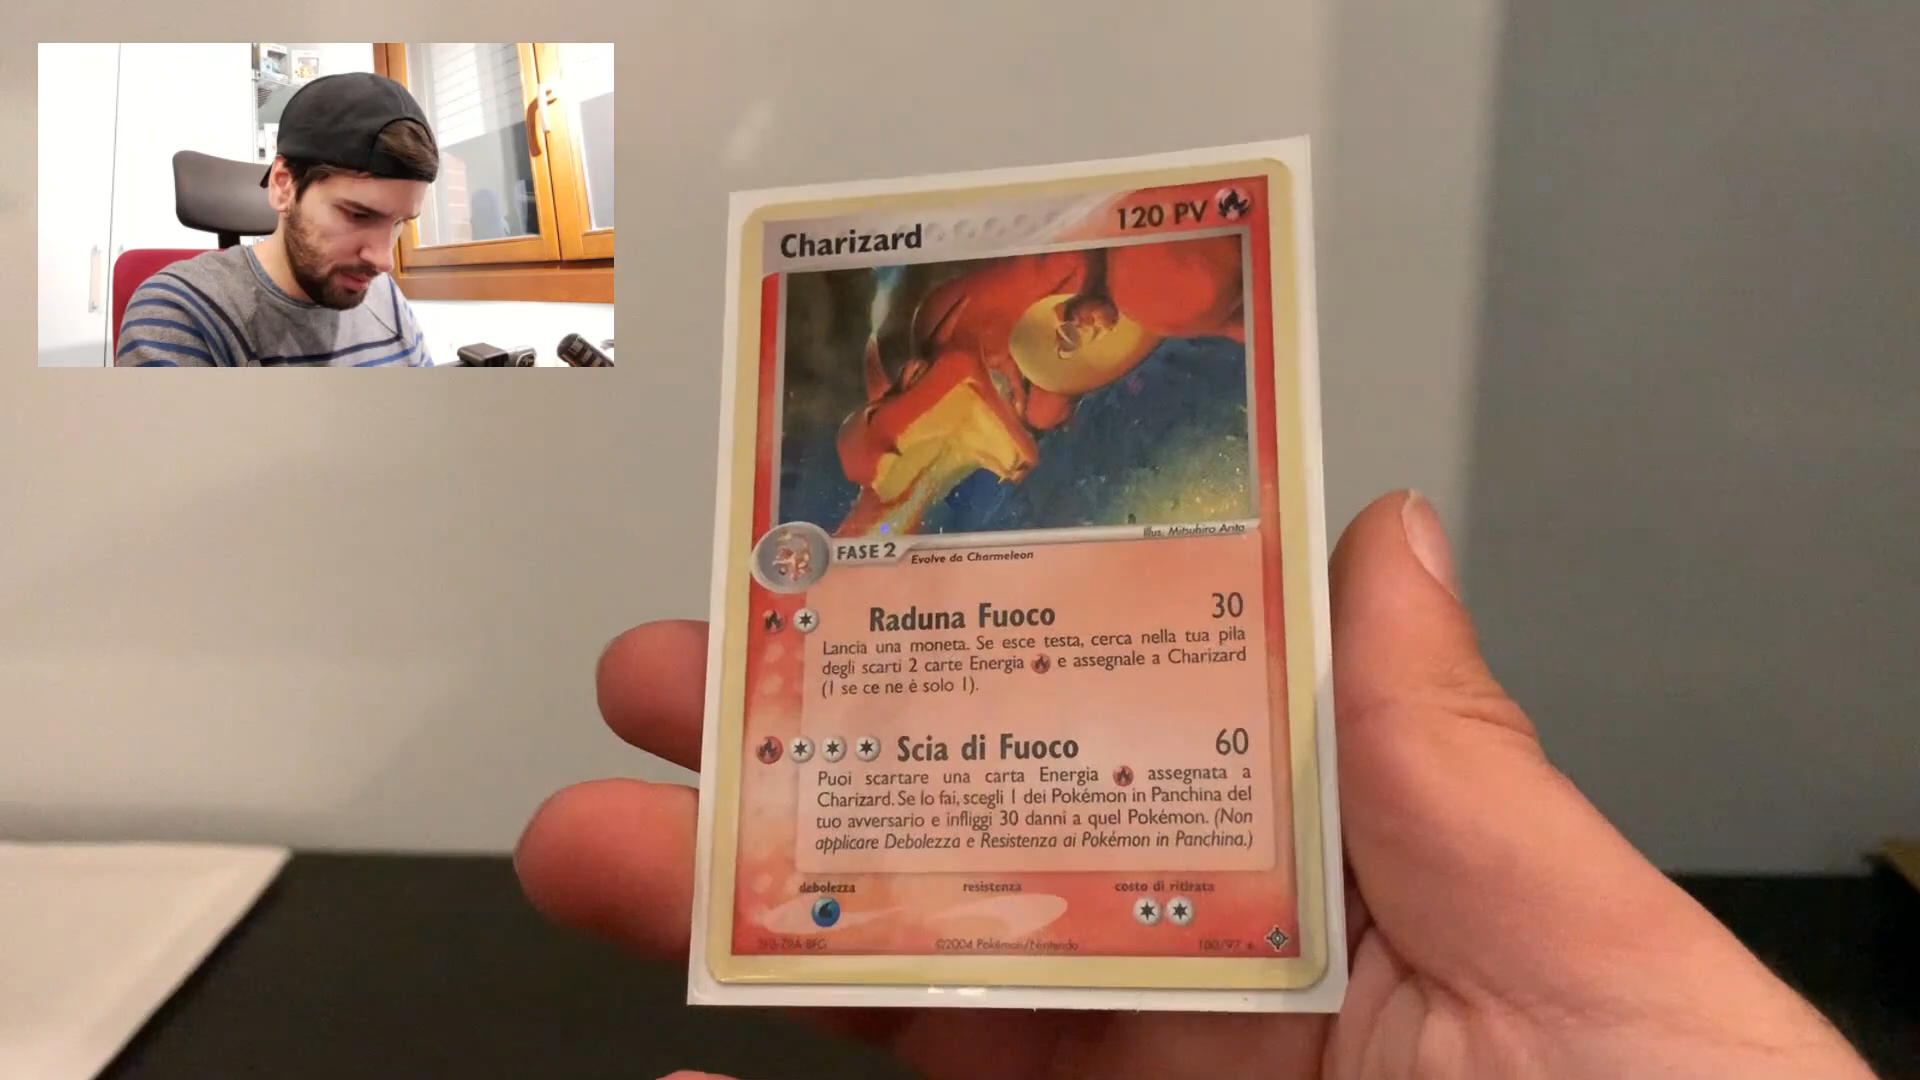 Charizard 120 PV
Illus. Mitsuhiro Arita
FASE 2 Evolve da Charmeleon
Raduna Fuoco 30
Lancia una moneta. Se esce testa, cerca nella tua pila
degli scarti 2 carte Energia e assegnale a Charizard
(1 se ce ne è solo 1).
Scia di Fuoco 60
Puoi scartare una carta Energia assegnata a
Charizard. Se lo fai, scegli 1 dei Pokémon in Panchina del
tuo avversario e infliggi 30 danni a quel Pokémon. (Non
applicare Debolezza e Resistenza ai Pokémon in Panchina.)
debolezza resistenza costo di ritirata
©2004 Pokémon/Nintendo 100/97